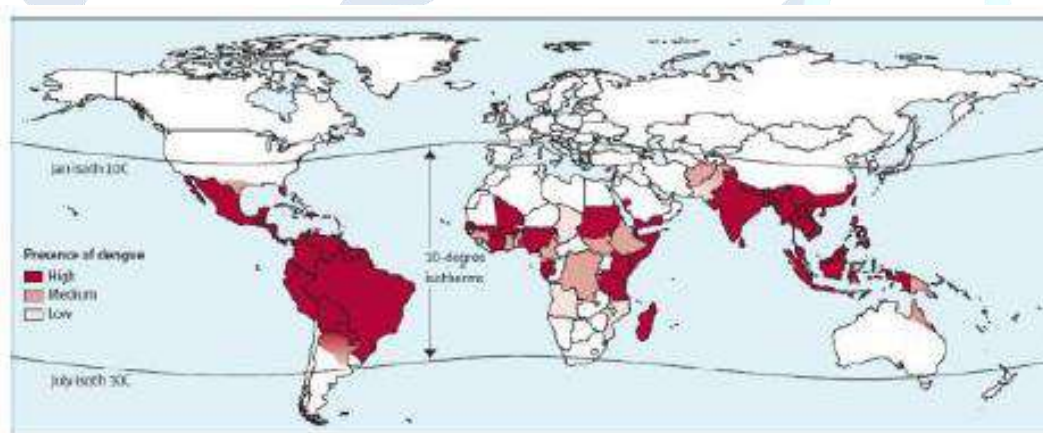 Jan isoth 10C
Presence of dengue
High
Medium
Low
10-degree
isotherms
July isoth 10C